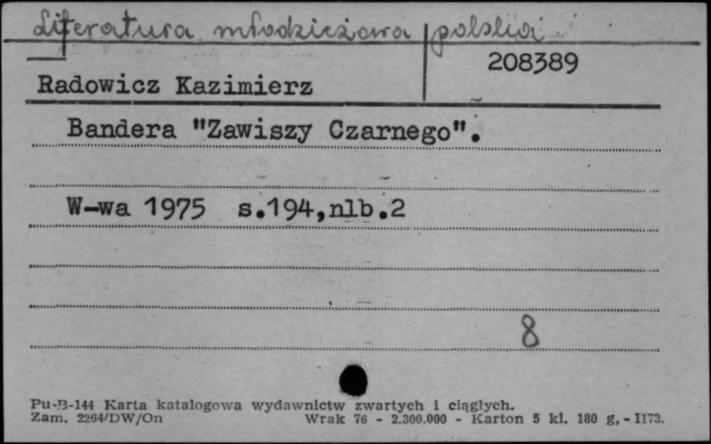 Literatura młodzieżowa polska
208389
Radowicz Kazimierz
Bandera "Zawiszy Czarnego".
W-wa 1975 s.194,nlb.2
8
Pu-B-144 Karta katalogowa wydawnictw zwartych i ciągłych.
Zam. 2264/DW/On Wrak 76 - 2.300.000 - Karton 5 kl. 180 g, - II73.